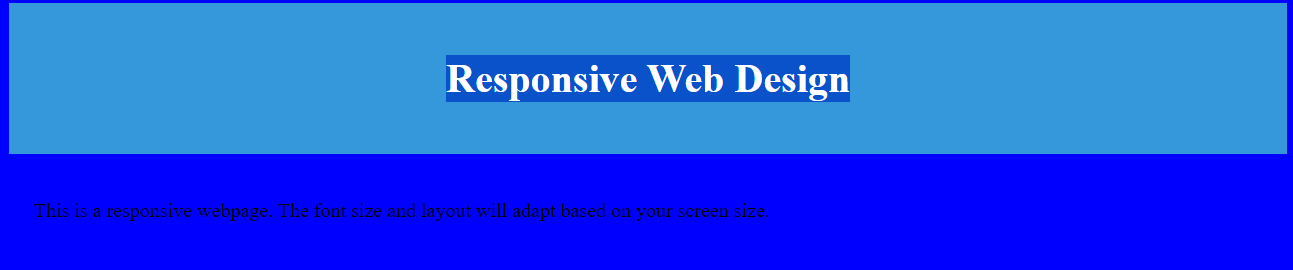 Responsive Web Design
This is a responsive webpage. The font size and layout will adapt based on your screen size.